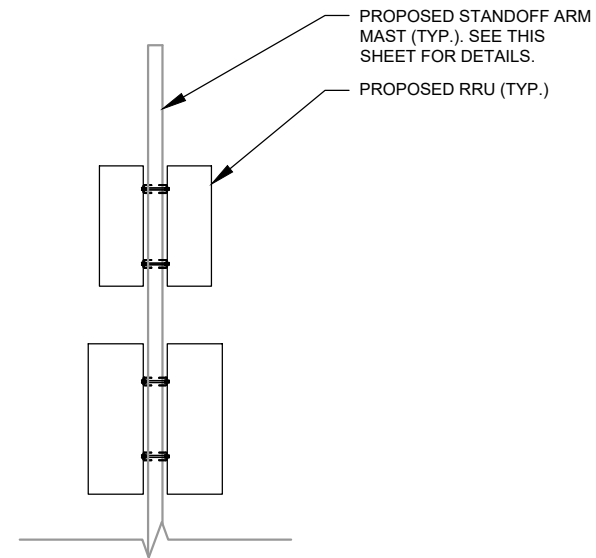 PROPOSED STANDOFF ARM
MAST (TYP.). SEE THIS
SHEET FOR DETAILS.
PROPOSED RRU (TYP.)